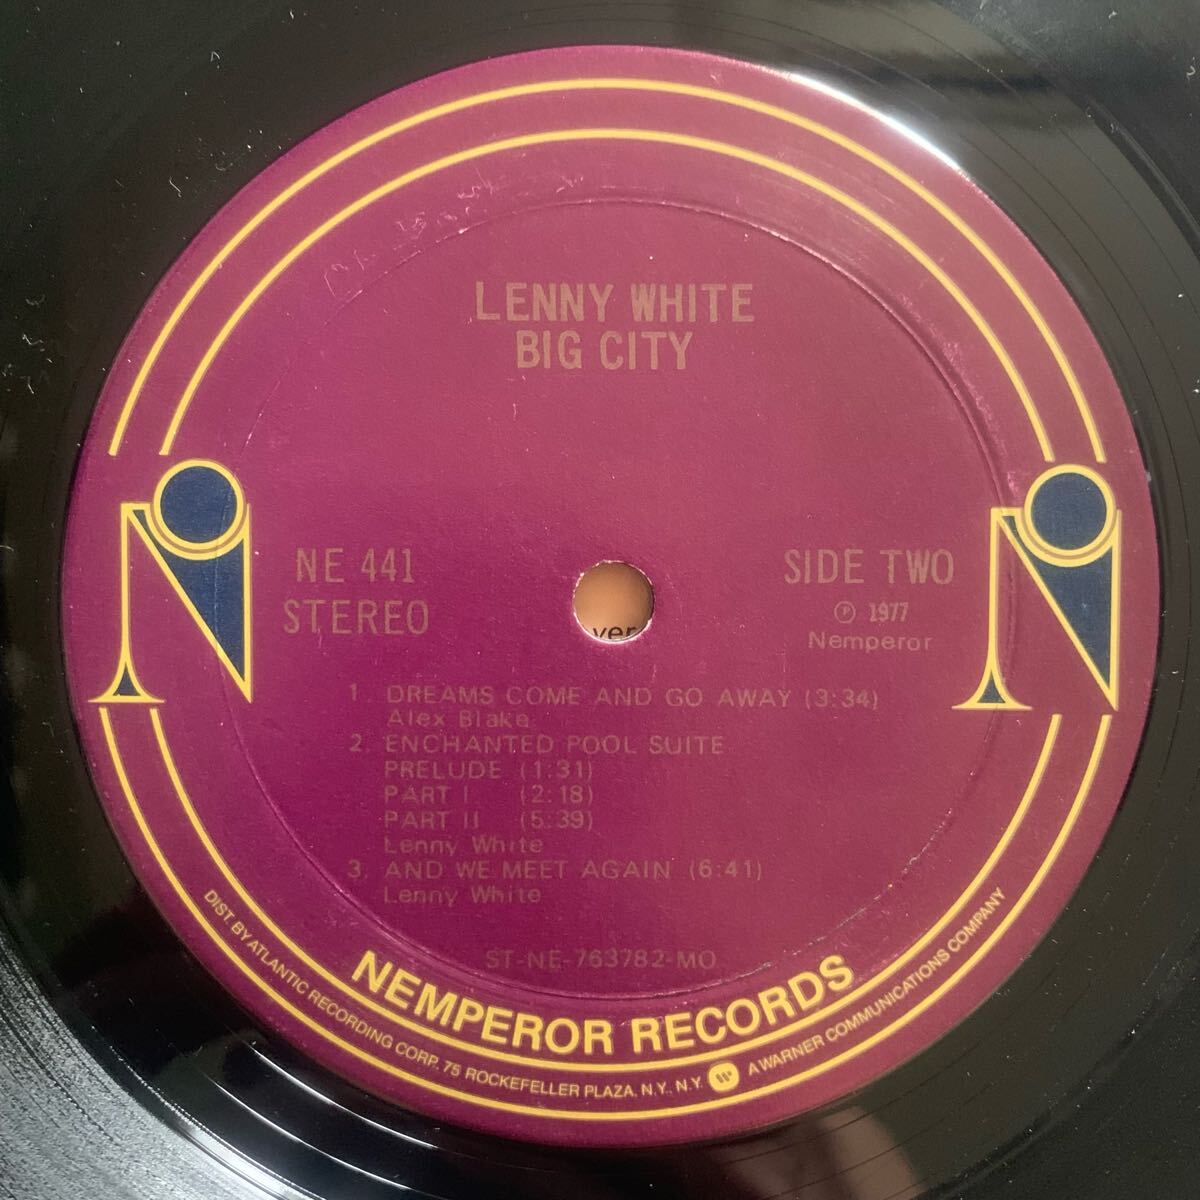 LENNY WHITE
BIG CITY
NE 441
STEREO
SIDE TWO
Ⓟ 1977
Nemperor
1 DREAMS COME AND GO AWAY (3:34)
Alex Blake
2. ENCHANTED POOL SUITE
PRELUDE (1:31)
PART I (2:18)
PART II (5:39)
Lenny White
3. AND WE MEET AGAIN (6:41)
Lenny White
ST-NE-763782-MO
NEMPEROR RECORDS
DIST. BY ATLANTIC RECORDING CORP. 75 ROCKEFELLER PLAZA, N.Y., N.Y. A WARNER COMMUNICATIONS COMPANY
ver